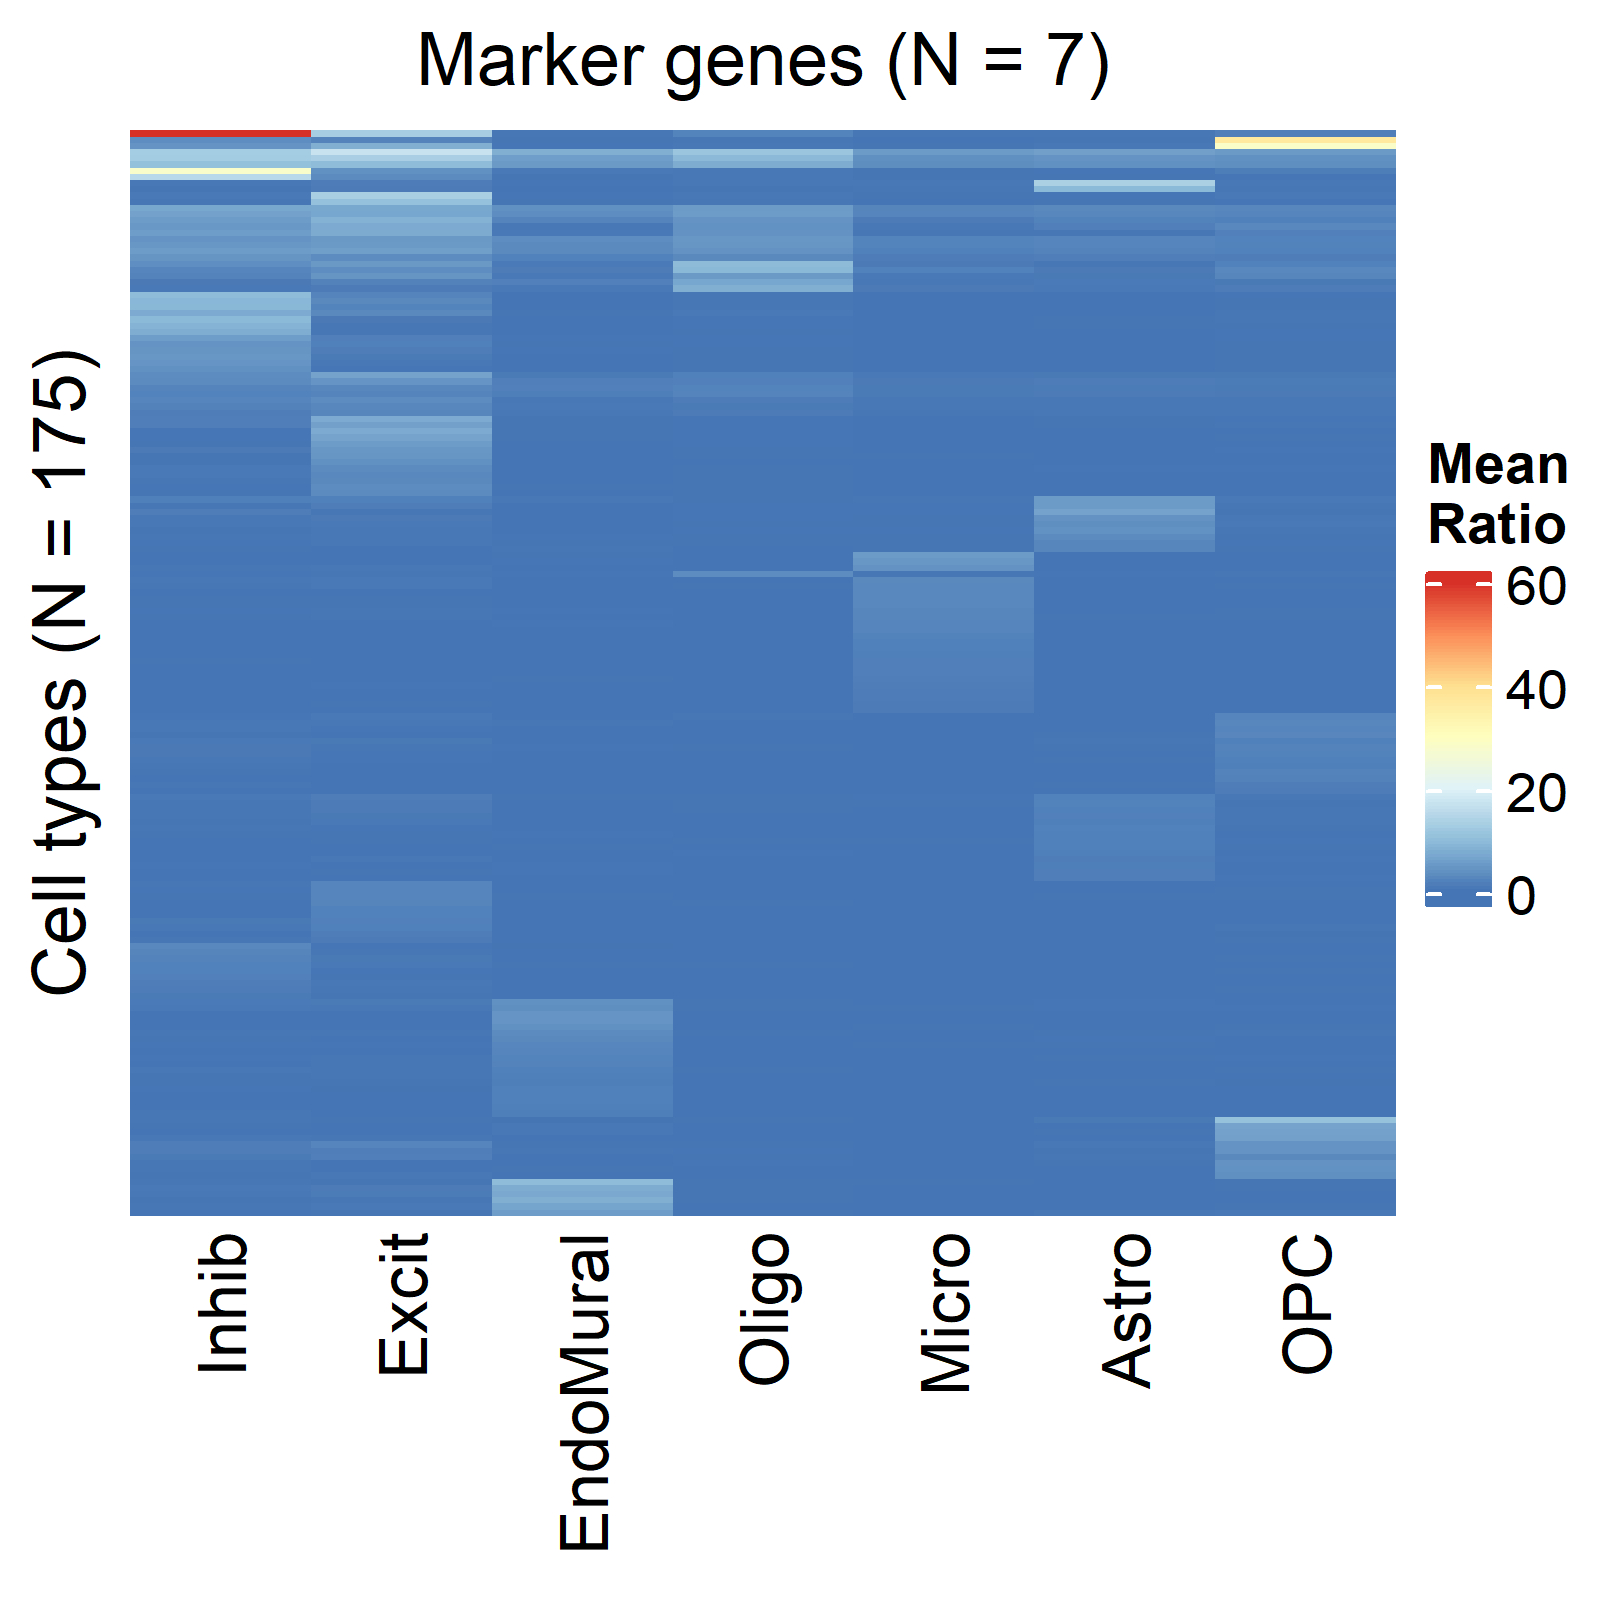 Marker genes (N = 7)
Cell types (N = 175)
Mean
Ratio
60
40
20
0
Inhib
Excit
EndoMural
Oligo
Micro
Astro
OPC